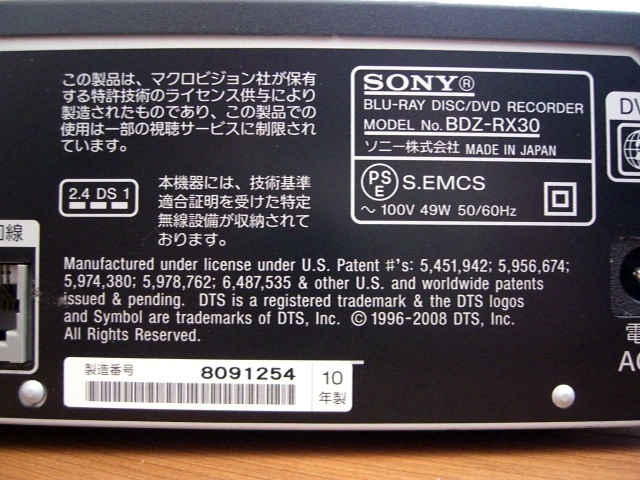 この製品は、マクロビジョン社が保有
する特許技術のライセンス供与により
製造されたものであり、この製品での
使用は一部の視聴サービスに制限され
ています。
2.4 DS 1
本機器には、技術基準
適合証明を受けた特定
無線設備が収納されて
おります。
SONY®
BLU-RAY DISC/DVD RECORDER
MODEL No. BDZ-RX30
ソニー株式会社 MADE IN JAPAN
PSE S.EMCS
～ 100V 49W 50/60Hz
回線
Manufactured under license under U.S. Patent #'s: 5,451,942; 5,956,674;
5,974,380; 5,978,762; 6,487,535 & other U.S. and worldwide patents
issued & pending. DTS is a registered trademark & the DTS logos
and Symbol are trademarks of DTS, Inc. © 1996-2008 DTS, Inc.
All Rights Reserved.
製造番号 8091254
10
年製
DV
電
AC